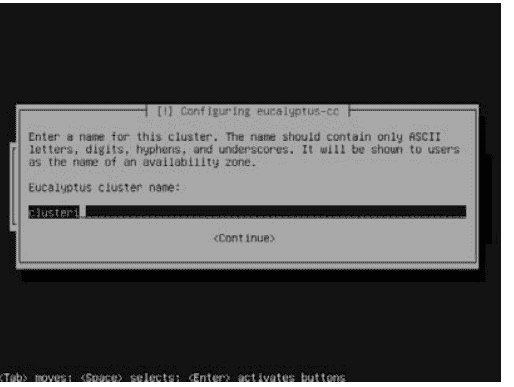 [!] Configuring eucalyptus-cc
Enter a name for this cluster. The name should contain only ASCII
letters, digits, hyphens, and underscores. It will be shown to users
as the name of an availability zone.
Eucalyptus cluster name:
cluster1
<Continue>
<Tab> moves; <Space> selects; <Enter> activates buttons